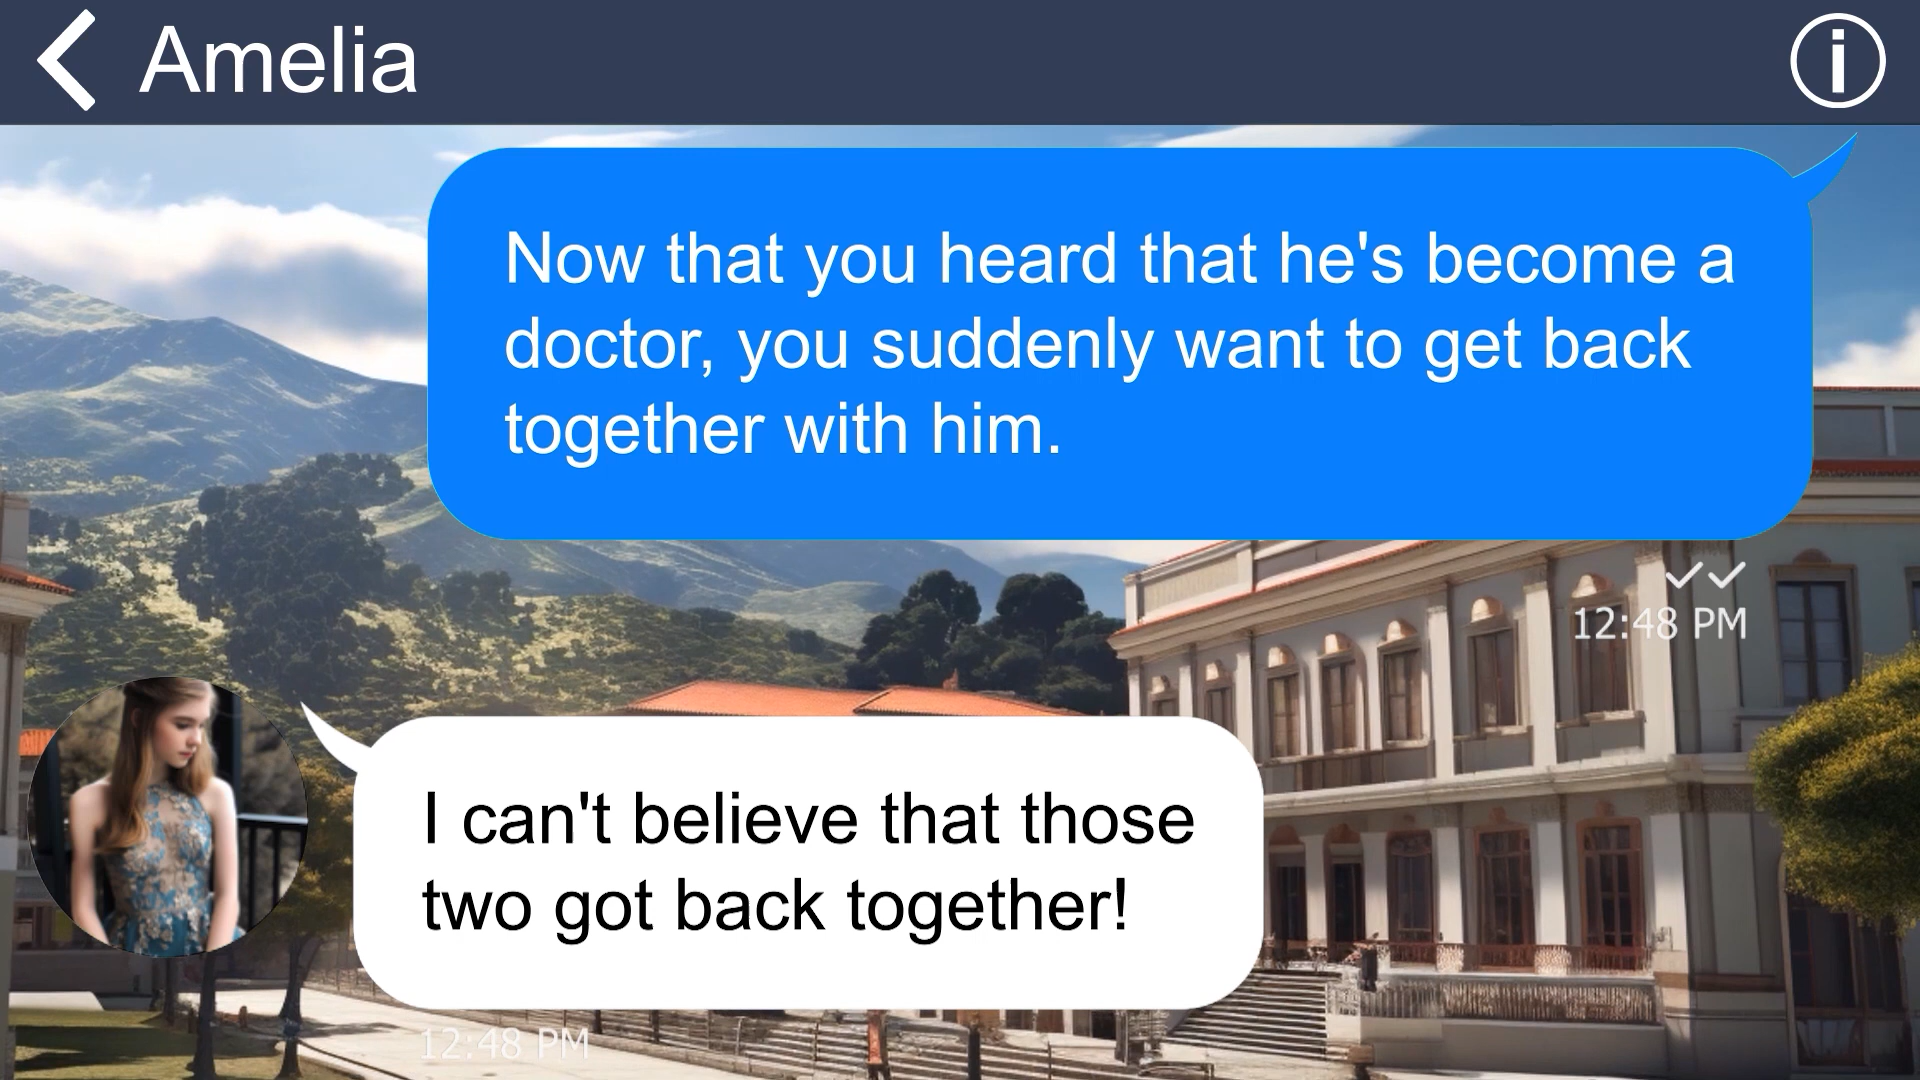 Amelia
Now that you heard that he's become a
doctor, you suddenly want to get back
together with him.
12:48 PM
I can't believe that those
two got back together!
12:48 PM